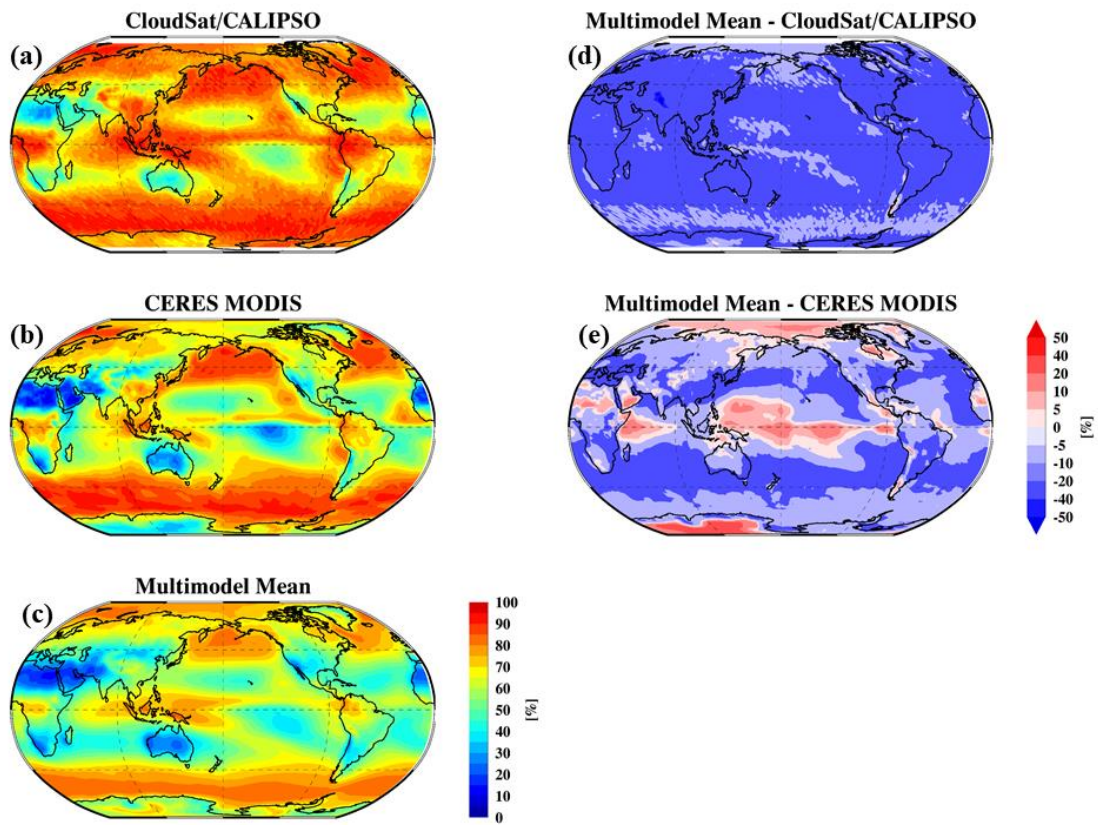 CloudSat/CALIPSO
(a)
Multimodel Mean - CloudSat/CALIPSO
(d)
CERES MODIS
(b)
Multimodel Mean - CERES MODIS
(e)
50
40
20
10
5
0
-5
-10
-20
-40
-50
[%]
Multimodel Mean
(c)
100
90
80
70
60
50
40
30
20
10
0
[%]